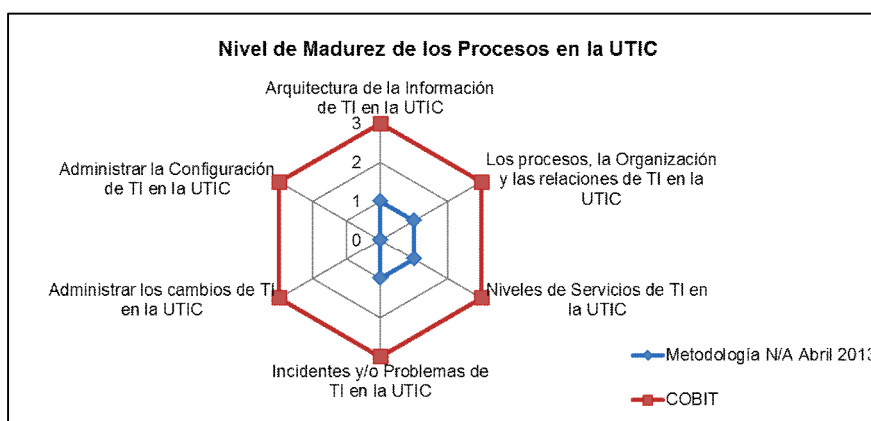 Nivel de Madurez de los Procesos en la UTIC
Arquitectura de la Información
de TI en la UTIC
3
2
1
0
Los procesos, la Organización
y las relaciones de TI en la
UTIC
Niveles de Servicios de TI en
la UTIC
Incidentes y/o Problemas de
TI en la UTIC
Administrar los cambios de TI
en la UTIC
Administrar la Configuración
de TI en la UTIC
Metodología N/A Abril 2013
COBIT